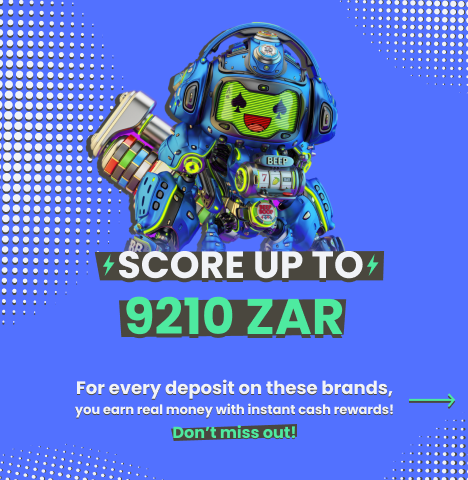 BEEP
7
SCORE UP TO
9210 ZAR
For every deposit on these brands,
you earn real money with instant cash rewards!
Don't miss out!